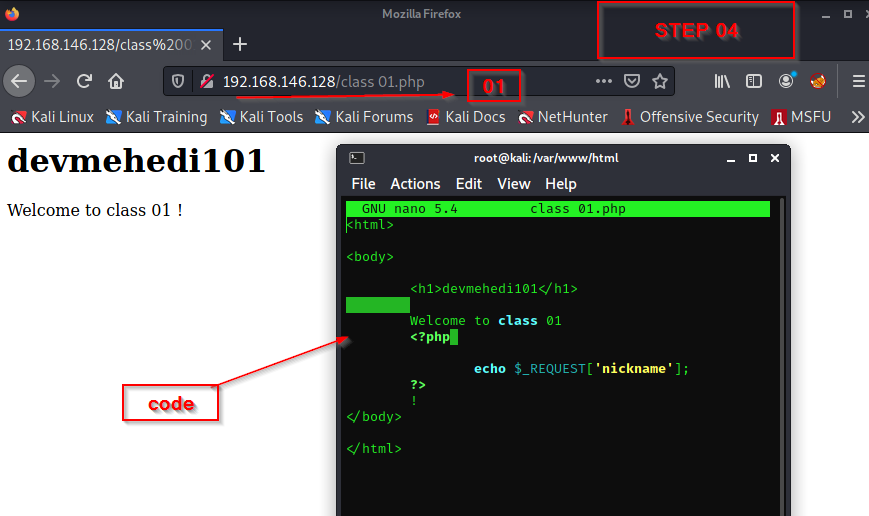 Mozilla Firefox
STEP 04
192.168.146.128/class%200
192.168.146.128/class 01.php
01
Kali Linux Kali Training Kali Tools Kali Forums Kali Docs NetHunter Offensive Security MSFU
devmehedi101
Welcome to class 01 !
root@kali: /var/www/html
File Actions Edit View Help
GNU nano 5.4 class 01.php
<html>
<body>
<h1>devmehedi101</h1>
Welcome to class 01
<?php
echo $_REQUEST['nickname'];
?>
!
</body>
</html>
code